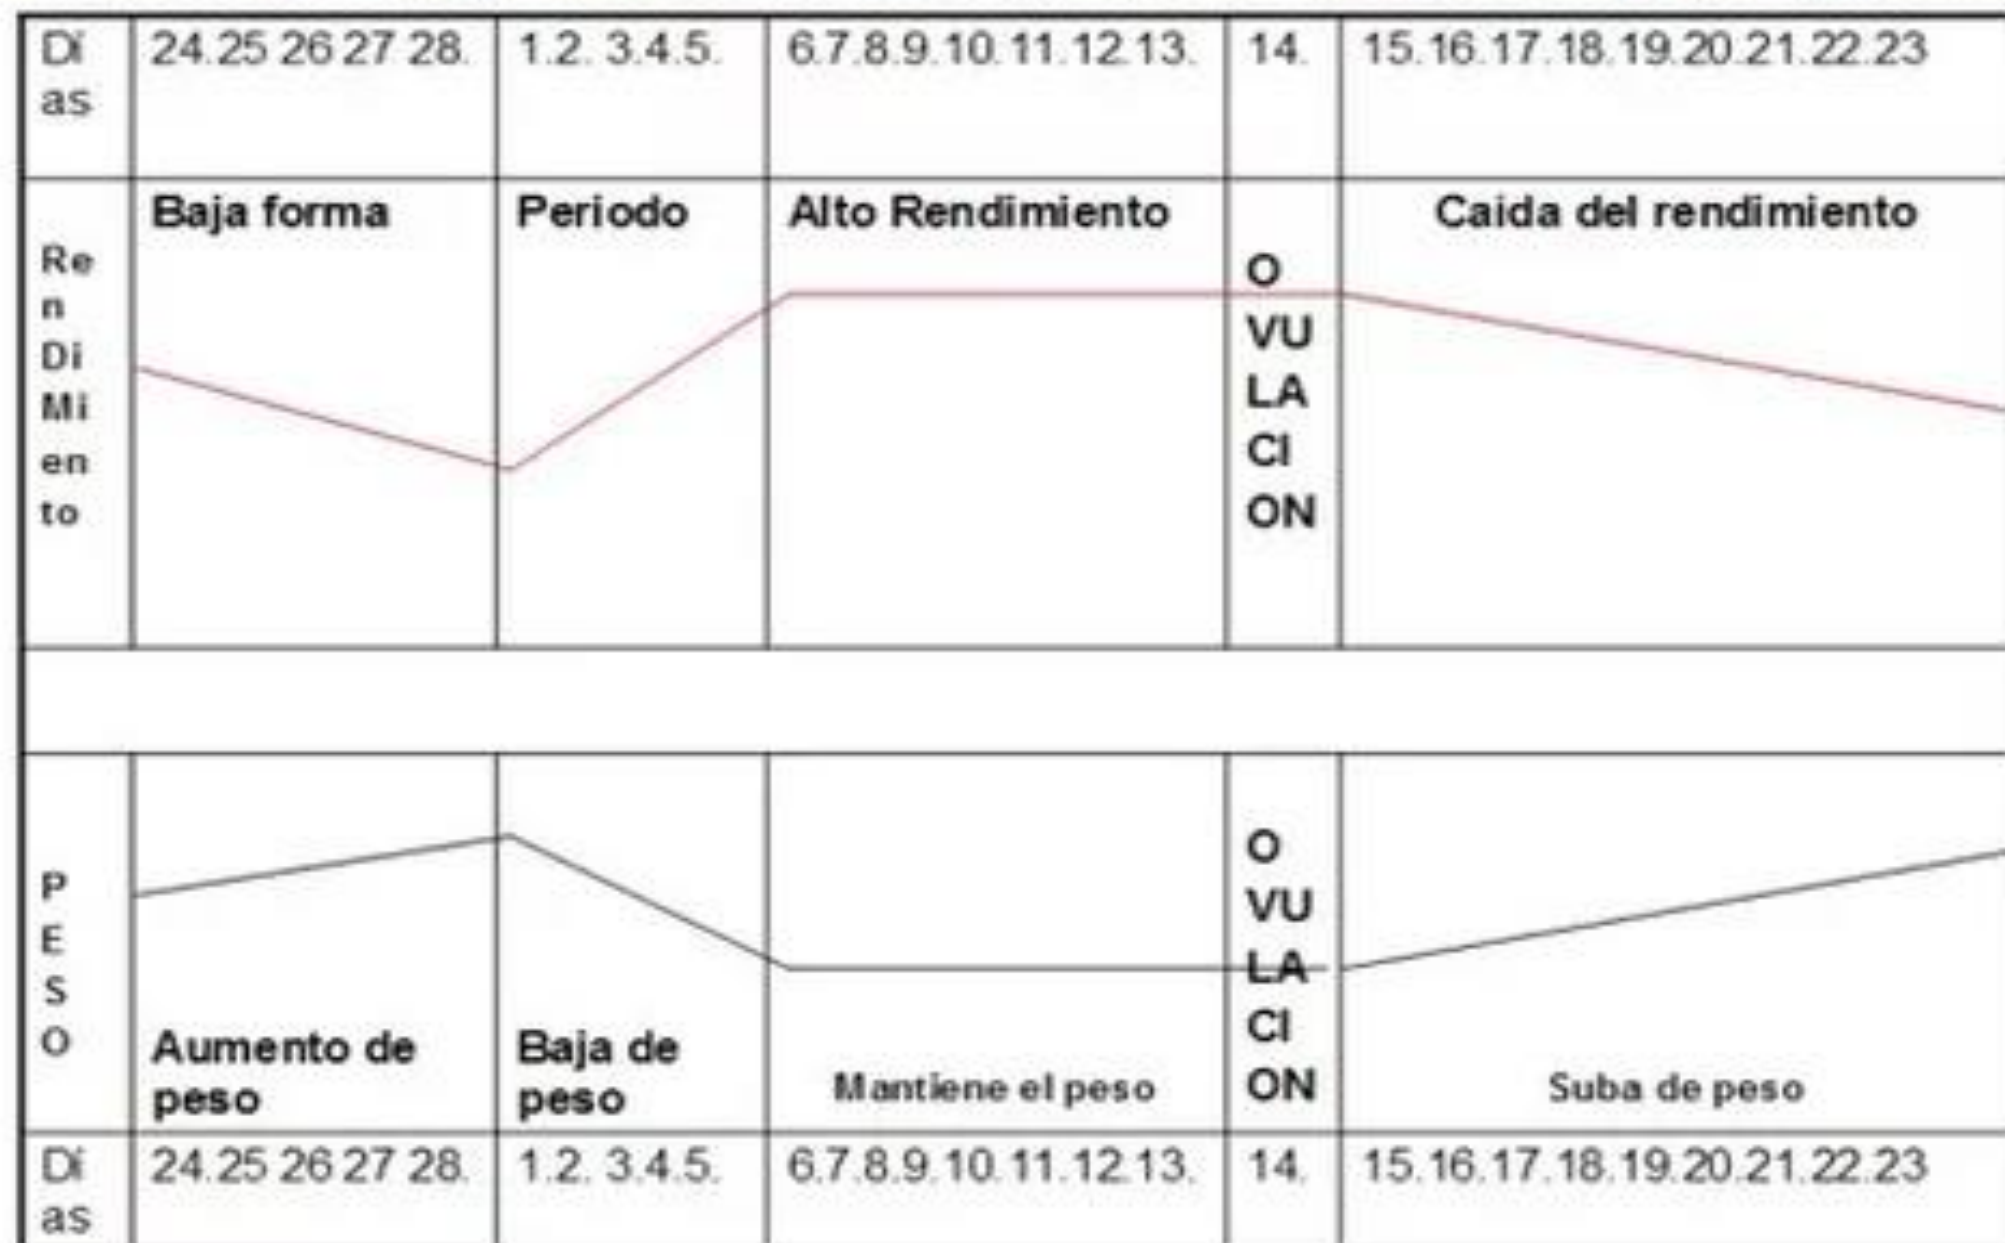 Dí
as
24.25 26 27 28.
1.2. 3.4.5.
6.7.8.9.10.11.12.13.
14.
15.16.17.18.19.20.21.22.23
Re
n
Di
Mi
en
to
Baja forma
Periodo
Alto Rendimiento
O
VU
LA
CI
ON
Caida del rendimiento
P
E
S
O
Aumento de
peso
Baja de
peso
Mantiene el peso
O
VU
LA
CI
ON
Suba de peso
Dí
as
24.25 26 27 28.
1.2. 3.4.5.
6.7.8.9.10.11.12.13.
14.
15.16.17.18.19.20.21.22.23